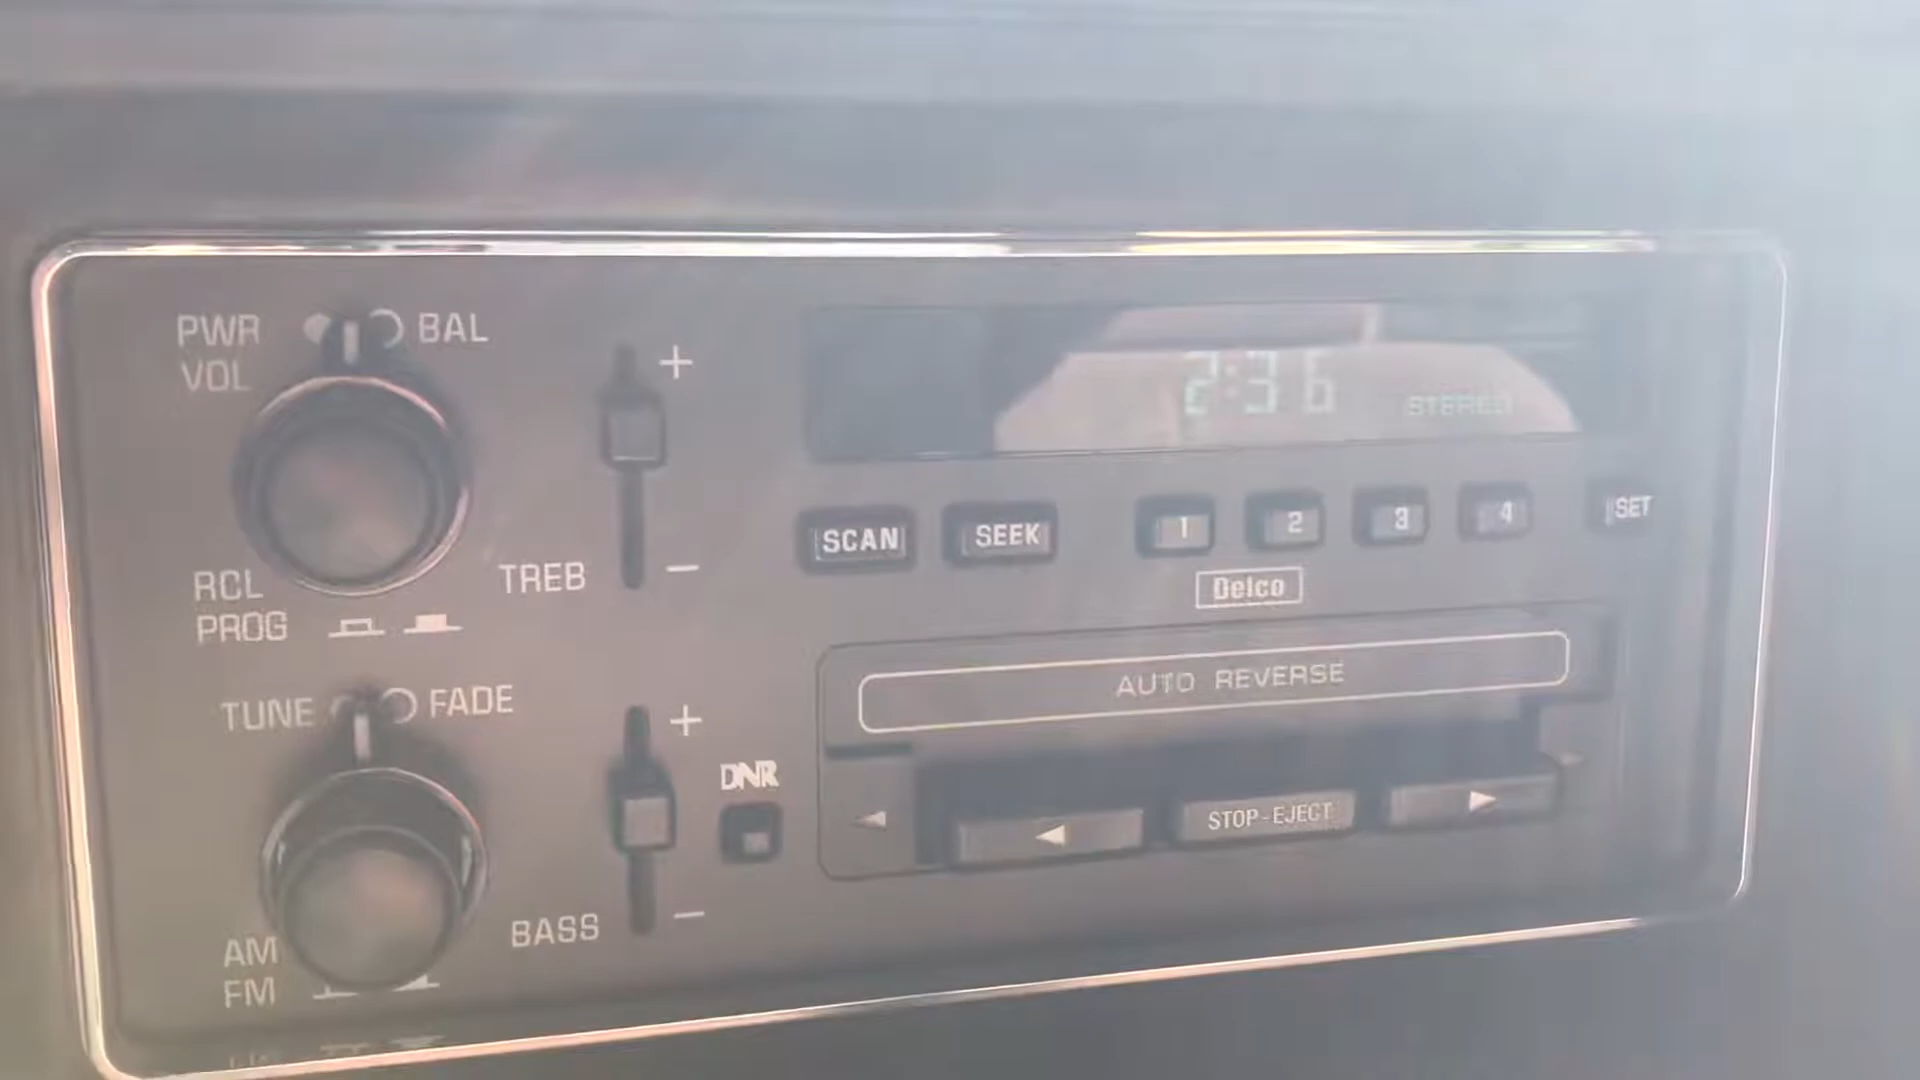 PWR BAL
VOL
RCL
PROG
TREB
+
−
2:36
STEREO
SCAN SEEK 1 2 3 4 SET
Delco
AUTO REVERSE
TUNE FADE
AM
FM
BASS
+
−
DNR
STOP-EJECT